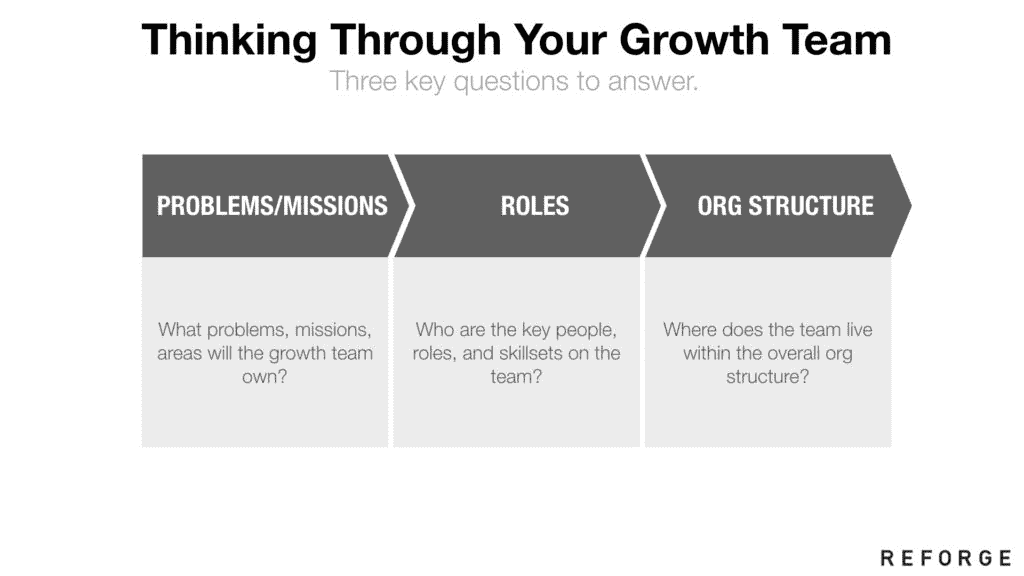 Thinking Through Your Growth Team
Three key questions to answer.
PROBLEMS/MISSIONS
ROLES
ORG STRUCTURE
What problems, missions,
areas will the growth team
own?
Who are the key people,
roles, and skillsets on the
team?
Where does the team live
within the overall org
structure?
REFORGE